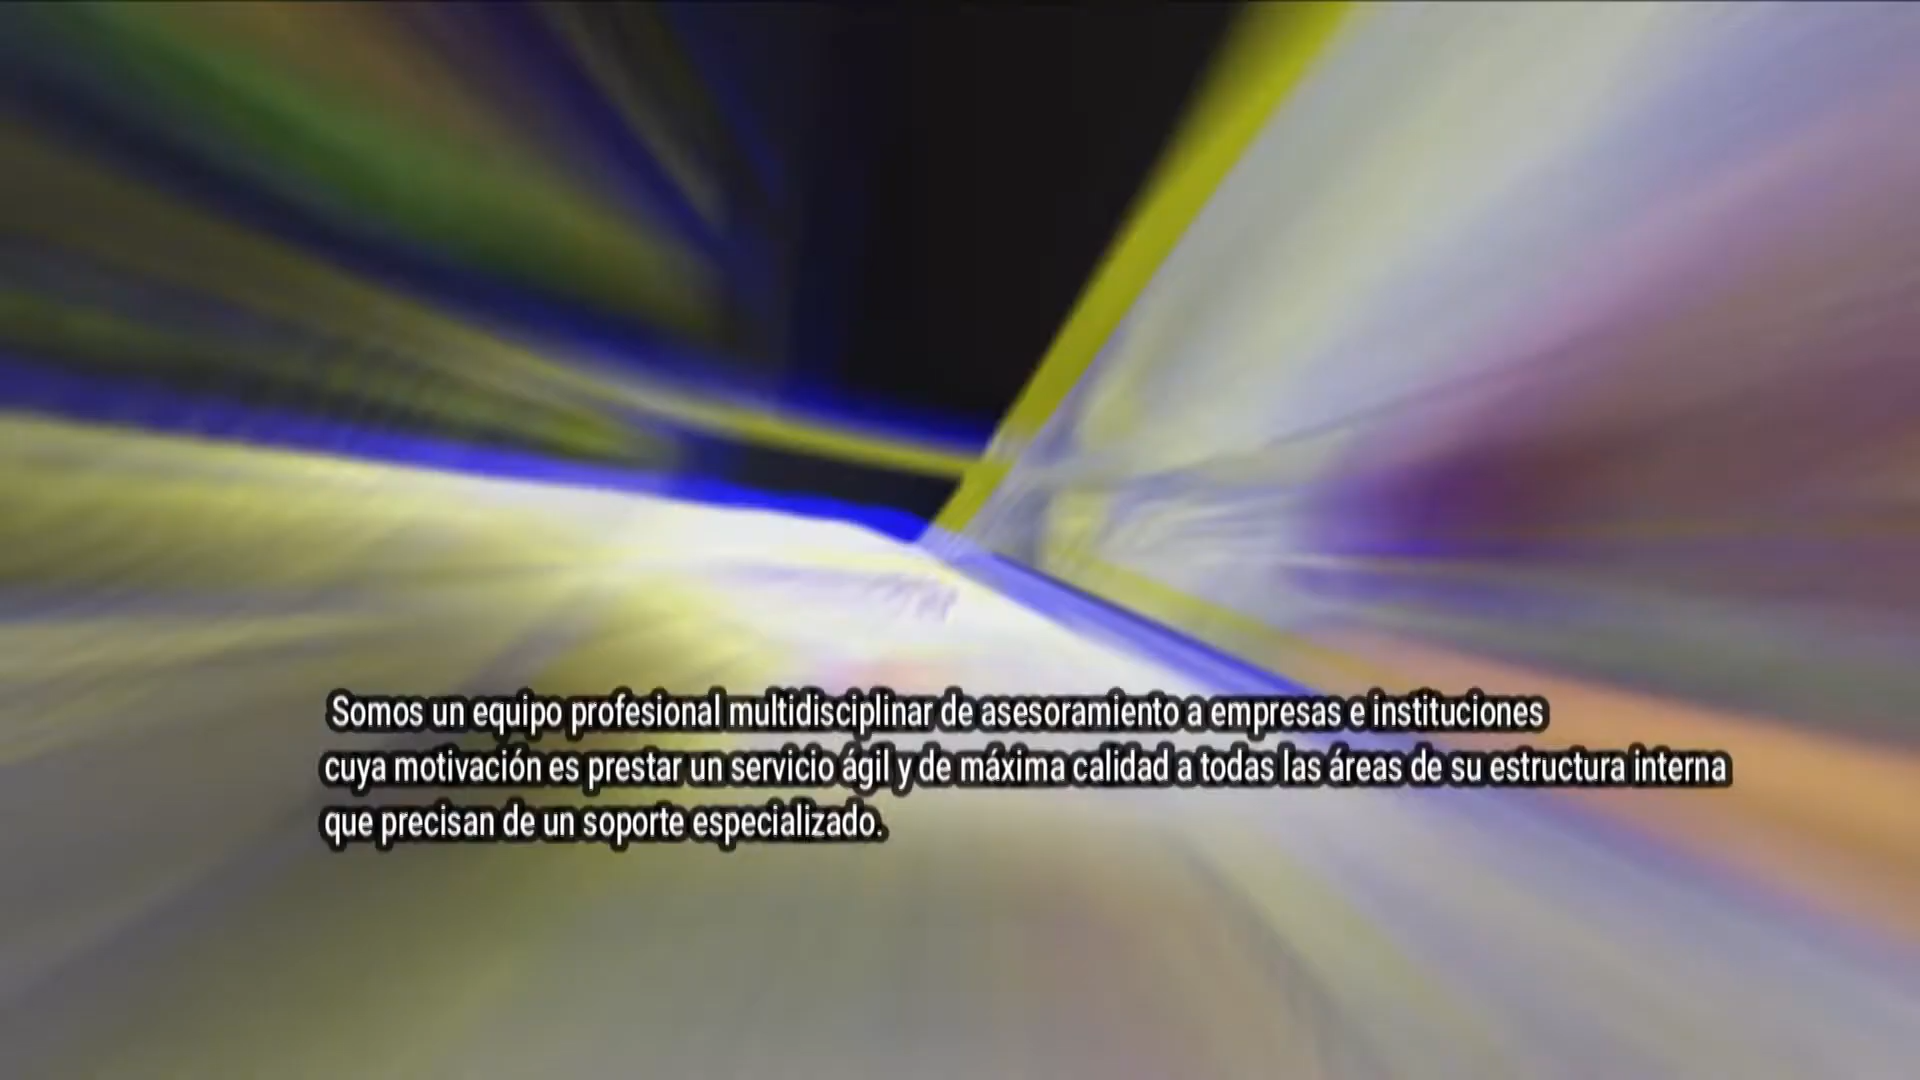 Somos un equipo profesional multidisciplinar de asesoramiento a empresas e instituciones
cuya motivación es prestar un servicio ágil y de máxima calidad a todas las áreas de su estructura interna
que precisan de un soporte especializado.